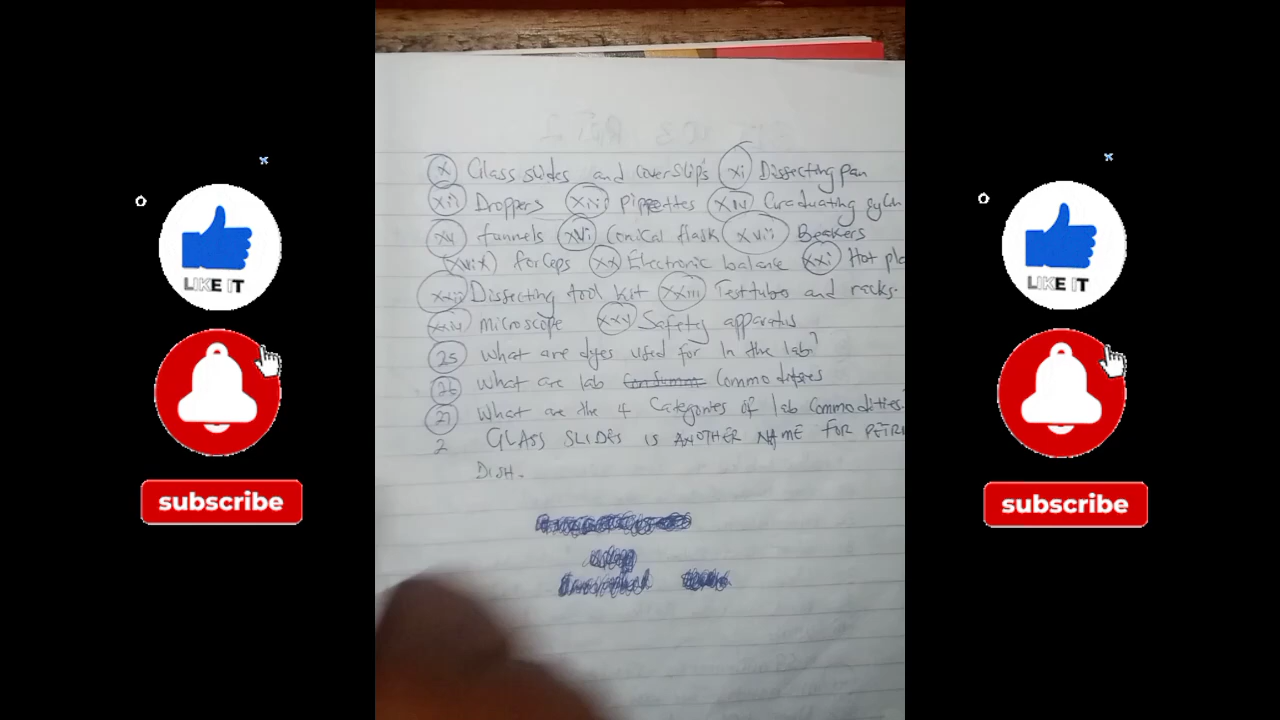 LIKE IT
subscribe
x Glass slides and coverslips xi Dissecting pan
xii Droppers xiii pippettes xiv Graduating cylin
xv funnels xvi Conical flask xvii Beakers
forceps xx Electronic balance xxi Hot pla
xxii Dissecting tool kit xxiii Test tubes and racks.
xxiv microscope xxv Safety apparatus
25 What are dyes used for In the lab?
26 What are lab Commodities
27 What are the 4 Categories of lab Commodities?
2 GLASS SLIDES IS ANOTHER NAME FOR PETRI
DISH.
LIKE IT
subscribe